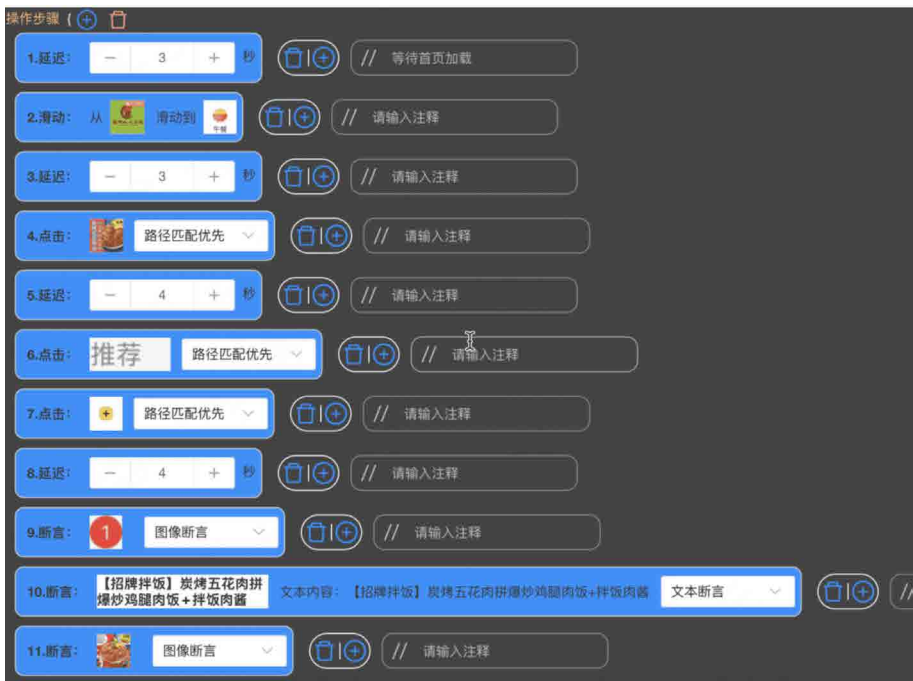 操作步骤 {
1.延迟： － 3 ＋ 秒 // 等待首页加载
2.滑动： 从 滑动到 午餐 // 请输入注释
3.延迟： － 3 ＋ 秒 // 请输入注释
4.点击： 路径匹配优先 // 请输入注释
5.延迟： － 4 ＋ 秒 // 请输入注释
6.点击： 推荐 路径匹配优先 // 请输入注释
7.点击： + 路径匹配优先 // 请输入注释
8.延迟： － 4 ＋ 秒 // 请输入注释
9.断言： 1 图像断言 // 请输入注释
10.断言： 【招牌拌饭】炭烤五花肉拼
爆炒鸡腿肉饭+拌饭肉酱 文本内容：【招牌拌饭】炭烤五花肉拼爆炒鸡腿肉饭+拌饭肉酱 文本断言 //
11.断言： 图像断言 // 请输入注释